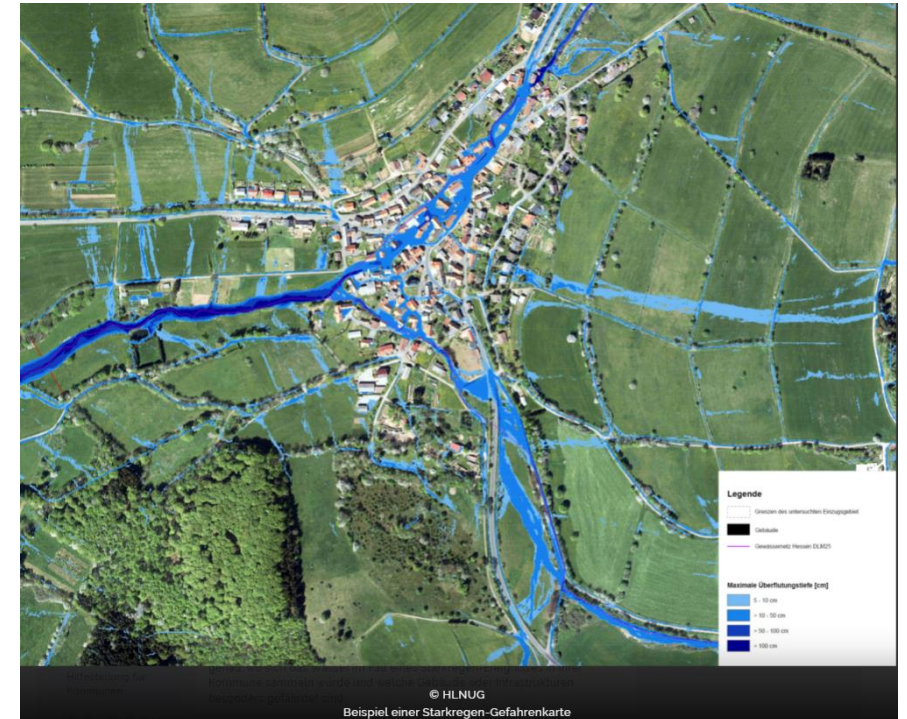 Legende
Grenzen des untersuchten Einzugsgebiet
Gebäude
Gewässernetz Hessen DLM25
Maximale Überflutungstiefe [cm]
5 - 10 cm
> 10 - 50 cm
> 50 - 100 cm
> 100 cm
Kommunen
© HLNUG
Beispiel einer Starkregen-Gefahrenkarte